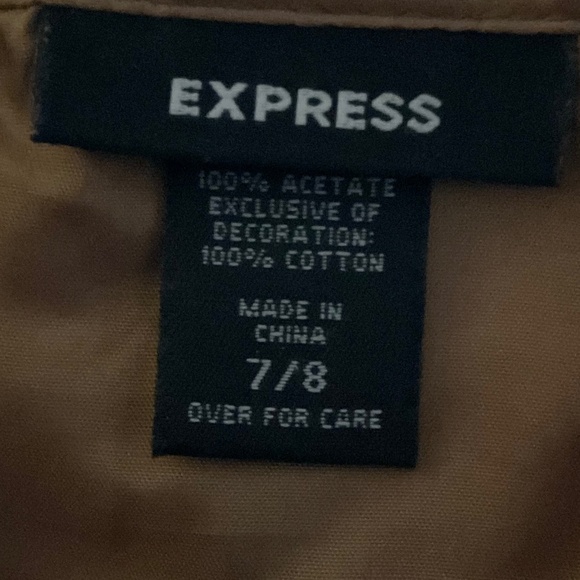 EXPRESS
100% ACETATE
EXCLUSIVE OF
DECORATION:
100% COTTON
MADE IN
CHINA
7/8
OVER FOR CARE